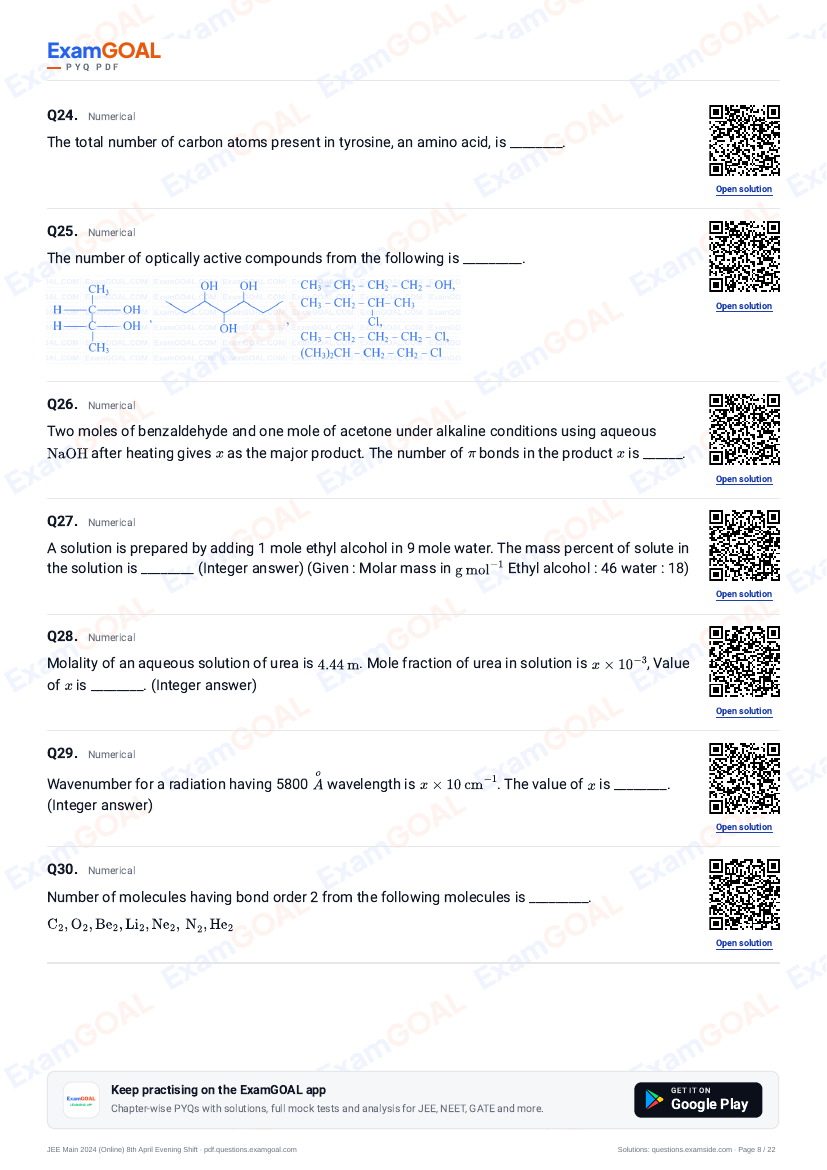 ExamGOAL
PYQ PDF
Q24. Numerical
The total number of carbon atoms present in tyrosine, an amino acid, is ________.
Open solution
Q25. Numerical
The number of optically active compounds from the following is _________.
CH₃
H — C — OH
H — C — OH
CH₃
,
OH OH
OH
,
CH₃ – CH₂ – CH₂ – CH₂ – OH,
CH₃ – CH₂ – CH – CH₃
Cl,
CH₃ – CH₂ – CH₂ – CH₂ – Cl,
(CH₃)₂CH – CH₂ – CH₂ – Cl
Open solution
Q26. Numerical
Two moles of benzaldehyde and one mole of acetone under alkaline conditions using aqueous
NaOH after heating gives x as the major product. The number of π bonds in the product x is ______.
Open solution
Q27. Numerical
A solution is prepared by adding 1 mole ethyl alcohol in 9 mole water. The mass percent of solute in
the solution is ________ (Integer answer) (Given : Molar mass in g mol⁻¹ Ethyl alcohol : 46 water : 18)
Open solution
Q28. Numerical
Molality of an aqueous solution of urea is 4.44 m. Mole fraction of urea in solution is x × 10⁻³, Value
of x is ________. (Integer answer)
Open solution
Q29. Numerical
Wavenumber for a radiation having 5800 Å wavelength is x × 10 cm⁻¹. The value of x is ________.
(Integer answer)
Open solution
Q30. Numerical
Number of molecules having bond order 2 from the following molecules is _________.
C₂, O₂, Be₂, Li₂, Ne₂, N₂, He₂
Open solution
Keep practising on the ExamGOAL app
Chapter-wise PYQs with solutions, full mock tests and analysis for JEE, NEET, GATE and more.
ExamGOAL
GET IT ON
Google Play
JEE Main 2024 (Online) 8th April Evening Shift · pdf.questions.examgoal.com
Solutions: questions.examside.com · Page 8 / 22